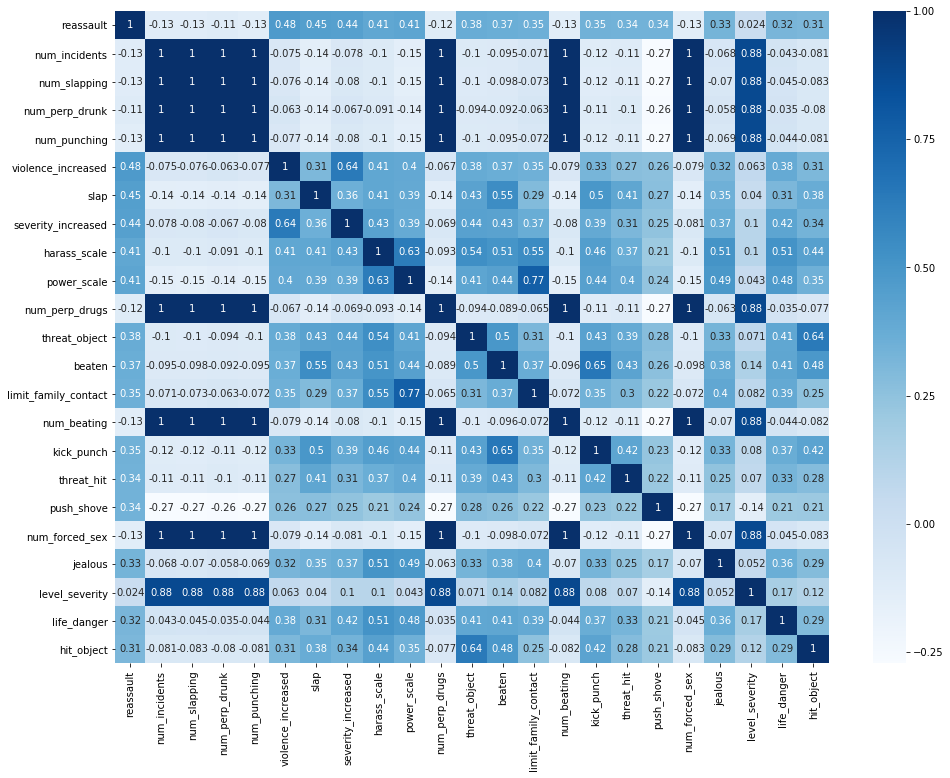 reassault 1 -0.13 -0.13 -0.11 -0.13 0.48 0.45 0.44 0.41 0.41 -0.12 0.38 0.37 0.35 -0.13 0.35 0.34 0.34 -0.13 0.33 0.024 0.32 0.31
num_incidents -0.13 1 1 1 1 -0.075 -0.14 -0.078 -0.1 -0.15 1 -0.1 -0.095 -0.071 1 -0.12 -0.11 -0.27 1 -0.068 0.88 -0.043 -0.081
num_slapping -0.13 1 1 1 1 -0.076 -0.14 -0.08 -0.1 -0.15 1 -0.1 -0.098 -0.073 1 -0.12 -0.11 -0.27 1 -0.07 0.88 -0.045 -0.083
num_perp_drunk -0.11 1 1 1 1 -0.063 -0.14 -0.067 -0.091 -0.14 1 -0.094 -0.092 -0.063 1 -0.11 -0.1 -0.26 1 -0.058 0.88 -0.035 -0.08
num_punching -0.13 1 1 1 1 -0.077 -0.14 -0.08 -0.1 -0.15 1 -0.1 -0.095 -0.072 1 -0.12 -0.11 -0.27 1 -0.069 0.88 -0.044 -0.081
violence_increased 0.48 -0.075 -0.076 -0.063 -0.077 1 0.31 0.64 0.41 0.4 -0.067 0.38 0.37 0.35 -0.079 0.33 0.27 0.26 -0.079 0.32 0.063 0.38 0.31
slap 0.45 -0.14 -0.14 -0.14 -0.14 0.31 1 0.36 0.41 0.39 -0.14 0.43 0.55 0.29 -0.14 0.5 0.41 0.27 -0.14 0.35 0.04 0.31 0.38
severity_increased 0.44 -0.078 -0.08 -0.067 -0.08 0.64 0.36 1 0.43 0.39 -0.069 0.44 0.43 0.37 -0.08 0.39 0.31 0.25 -0.081 0.37 0.1 0.42 0.34
harass_scale 0.41 -0.1 -0.1 -0.091 -0.1 0.41 0.41 0.43 1 0.63 -0.093 0.54 0.51 0.55 -0.1 0.46 0.37 0.21 -0.1 0.51 0.1 0.51 0.44
power_scale 0.41 -0.15 -0.15 -0.14 -0.15 0.4 0.39 0.39 0.63 1 -0.14 0.41 0.44 0.77 -0.15 0.44 0.4 0.24 -0.15 0.49 0.043 0.48 0.35
num_perp_drugs -0.12 1 1 1 1 -0.067 -0.14 -0.069 -0.093 -0.14 1 -0.094 -0.089 -0.065 1 -0.11 -0.11 -0.27 1 -0.063 0.88 -0.035 -0.077
threat_object 0.38 -0.1 -0.1 -0.094 -0.1 0.38 0.43 0.44 0.54 0.41 -0.094 1 0.5 0.31 -0.1 0.43 0.39 0.28 -0.1 0.33 0.071 0.41 0.64
beaten 0.37 -0.095 -0.098 -0.092 -0.095 0.37 0.55 0.43 0.51 0.44 -0.089 0.5 1 0.37 -0.096 0.65 0.43 0.26 -0.098 0.38 0.14 0.41 0.48
limit_family_contact 0.35 -0.071 -0.073 -0.063 -0.072 0.35 0.29 0.37 0.55 0.77 -0.065 0.31 0.37 1 -0.072 0.35 0.3 0.22 -0.072 0.4 0.082 0.39 0.25
num_beating -0.13 1 1 1 1 -0.079 -0.14 -0.08 -0.1 -0.15 1 -0.1 -0.096 -0.072 1 -0.12 -0.11 -0.27 1 -0.07 0.88 -0.044 -0.082
kick_punch 0.35 -0.12 -0.12 -0.11 -0.12 0.33 0.5 0.39 0.46 0.44 -0.11 0.43 0.65 0.35 -0.12 1 0.42 0.23 -0.12 0.33 0.08 0.37 0.42
threat_hit 0.34 -0.11 -0.11 -0.1 -0.11 0.27 0.41 0.31 0.37 0.4 -0.11 0.39 0.43 0.3 -0.11 0.42 1 0.22 -0.11 0.25 0.07 0.33 0.28
push_shove 0.34 -0.27 -0.27 -0.26 -0.27 0.26 0.27 0.25 0.21 0.24 -0.27 0.28 0.26 0.22 -0.27 0.23 0.22 1 -0.27 0.17 -0.14 0.21 0.21
num_forced_sex -0.13 1 1 1 1 -0.079 -0.14 -0.081 -0.1 -0.15 1 -0.1 -0.098 -0.072 1 -0.12 -0.11 -0.27 1 -0.07 0.88 -0.045 -0.083
jealous 0.33 -0.068 -0.07 -0.058 -0.069 0.32 0.35 0.37 0.51 0.49 -0.063 0.33 0.38 0.4 -0.07 0.33 0.25 0.17 -0.07 1 0.052 0.36 0.29
level_severity 0.024 0.88 0.88 0.88 0.88 0.063 0.04 0.1 0.1 0.043 0.88 0.071 0.14 0.082 0.88 0.08 0.07 -0.14 0.88 0.052 1 0.17 0.12
life_danger 0.32 -0.043 -0.045 -0.035 -0.044 0.38 0.31 0.42 0.51 0.48 -0.035 0.41 0.41 0.39 -0.044 0.37 0.33 0.21 -0.045 0.36 0.17 1 0.29
hit_object 0.31 -0.081 -0.083 -0.08 -0.081 0.31 0.38 0.34 0.44 0.35 -0.077 0.64 0.48 0.25 -0.082 0.42 0.28 0.21 -0.083 0.29 0.12 0.29 1
reassault
num_incidents
num_slapping
num_perp_drunk
num_punching
violence_increased
slap
severity_increased
harass_scale
power_scale
num_perp_drugs
threat_object
beaten
limit_family_contact
num_beating
kick_punch
threat_hit
push_shove
num_forced_sex
jealous
level_severity
life_danger
hit_object
1.00
0.75
0.50
0.25
0.00
−0.25